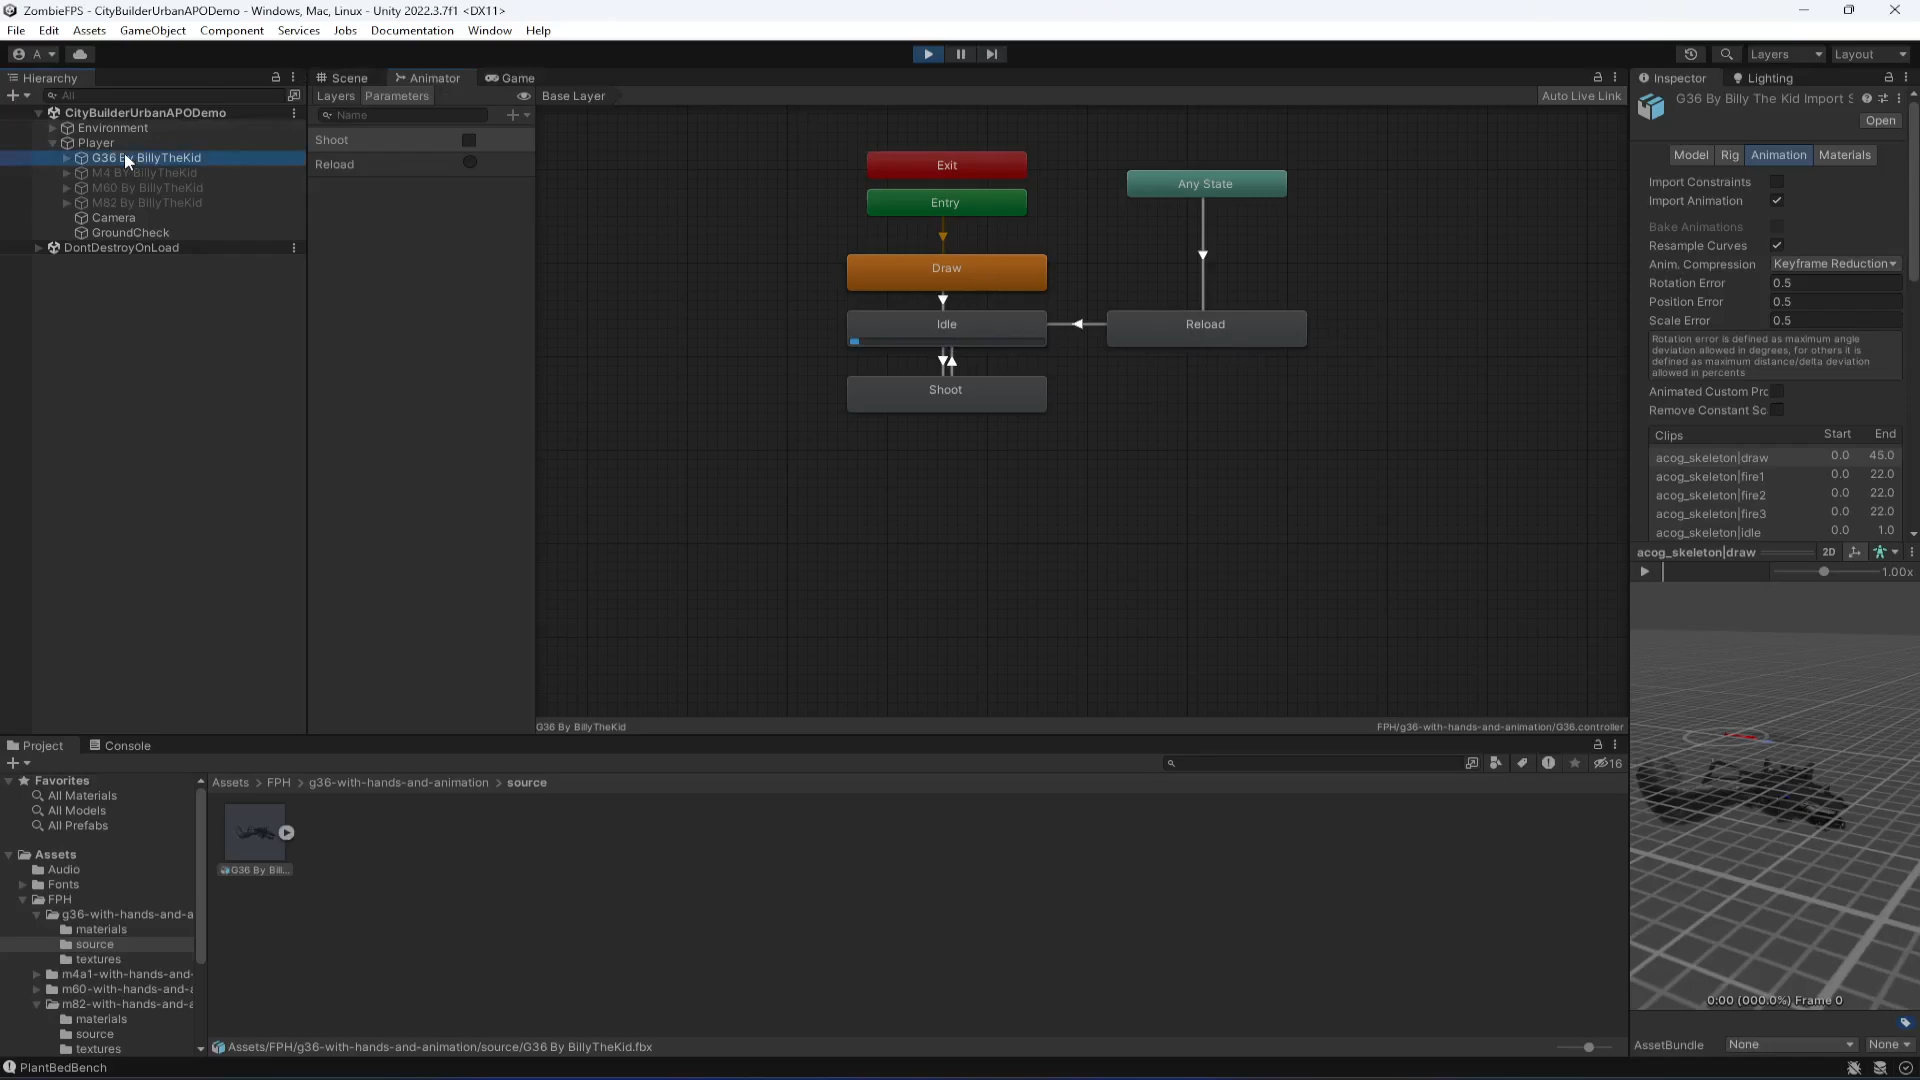 ZombieFPS - CityBuilderUrbanAPODemo - Windows, Mac, Linux - Unity 2022.3.7f1 <DX11>
File Edit Assets GameObject Component Services Jobs Documentation Window Help
A Layers Layout
Hierarchy
Scene Animator Game
Inspector Lighting
All
Layers Parameters
Base Layer
Auto Live Link
CityBuilderUrbanAPODemo
Environment
Player
G36 By BillyTheKid
M4 BY BillyTheKid
M60 By BillyTheKid
M82 By BillyTheKid
Camera
GroundCheck
DontDestroyOnLoad
Name
Shoot
Reload
Exit
Entry
Any State
Draw
Idle
Reload
Shoot
G36 By BillyTheKid
FPH/g36-with-hands-and-animation/G36.controller
G36 By Billy The Kid Import S
Open
Model Rig Animation Materials
Import Constraints
Import Animation
Bake Animations
Resample Curves
Anim. Compression Keyframe Reduction
Rotation Error 0.5
Position Error 0.5
Scale Error 0.5
Rotation error is defined as maximum angle
deviation allowed in degrees, for others it is
defined as maximum distance/delta deviation
allowed in percents
Animated Custom Prc
Remove Constant Sc
Clips Start End
acog_skeleton|draw 0.0 45.0
acog_skeleton|fire1 0.0 22.0
acog_skeleton|fire2 0.0 22.0
acog_skeleton|fire3 0.0 22.0
acog_skeleton|idle 0.0 1.0
acog_skeleton|draw 2D
1.00x
0:00 (000.0%) Frame 0
AssetBundle None None
Project Console
16
Favorites
All Materials
All Models
All Prefabs
Assets
Audio
Fonts
FPH
g36-with-hands-and-a
materials
source
textures
m4a1-with-hands-and-
m60-with-hands-and-a
m82-with-hands-and-a
materials
source
textures
Assets > FPH > g36-with-hands-and-animation > source
G36 By Bill...
Assets/FPH/g36-with-hands-and-animation/source/G36 By BillyTheKid.fbx
PlantBedBench